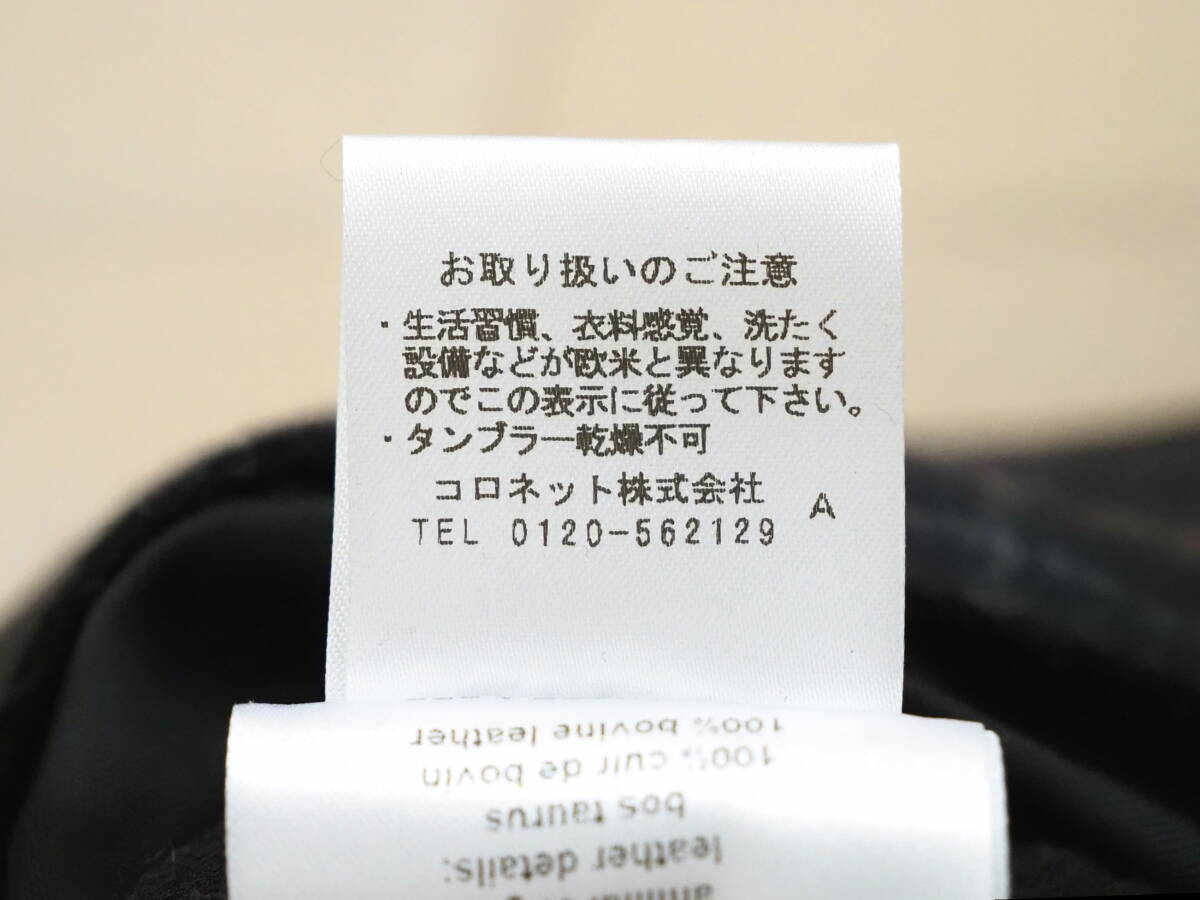 お取り扱いのご注意
・生活習慣、衣料感覚、洗たく
設備などが欧米と異なります
のでこの表示に従って下さい。
・タンブラー乾燥不可
コロネット株式会社
A
TEL 0120-562129
leather details:
bos taurus
100% cuir de bovin
100% bovine leather